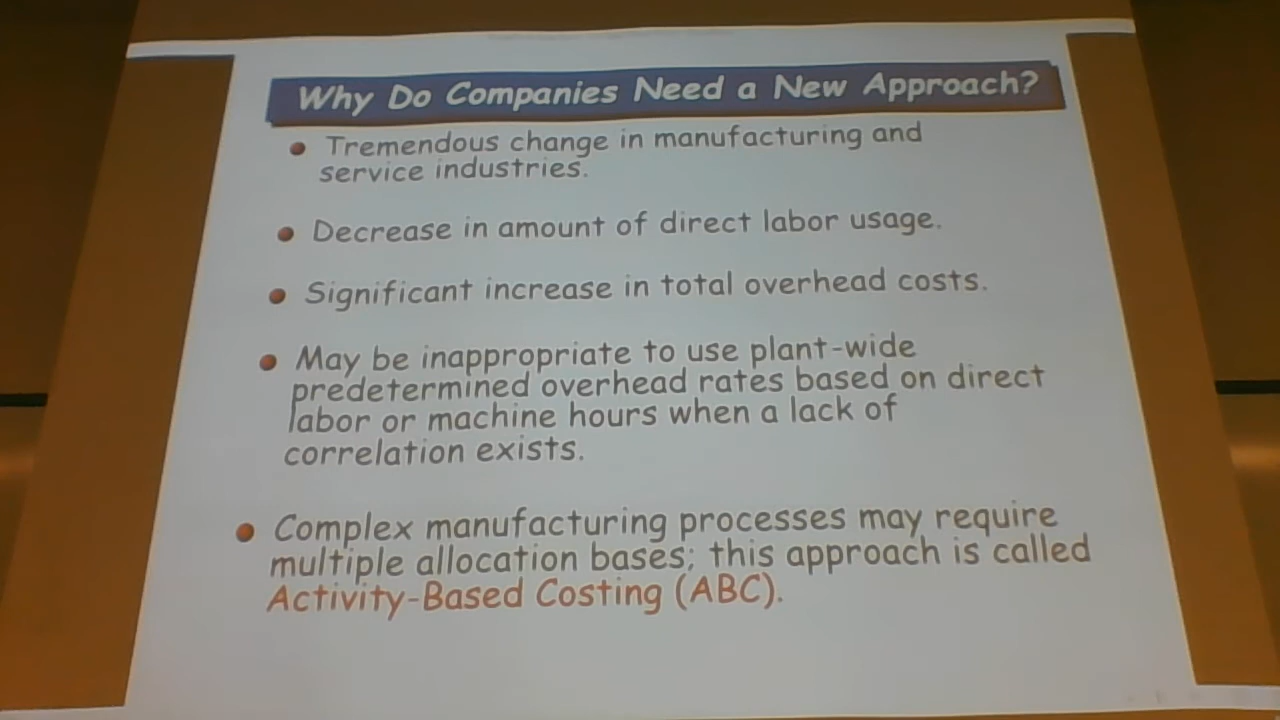 Why Do Companies Need a New Approach?
Tremendous change in manufacturing and
service industries.
Decrease in amount of direct labor usage.
Significant increase in total overhead costs.
May be inappropriate to use plant-wide
predetermined overhead rates based on direct
labor or machine hours when a lack of
correlation exists.
Complex manufacturing processes may require
multiple allocation bases; this approach is called
Activity-Based Costing (ABC).